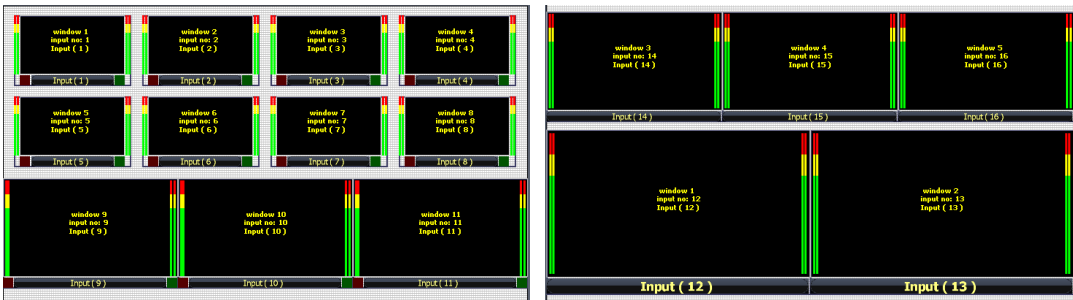 window 1
input no: 1
Input ( 1 )
Input ( 1 )
window 2
input no: 2
Input ( 2 )
Input ( 2 )
window 3
input no: 3
Input ( 3 )
Input ( 3 )
window 4
input no: 4
Input ( 4 )
Input ( 4 )
window 5
input no: 5
Input ( 5 )
Input ( 5 )
window 6
input no: 6
Input ( 6 )
Input ( 6 )
window 7
input no: 7
Input ( 7 )
Input ( 7 )
window 8
input no: 8
Input ( 8 )
Input ( 8 )
window 9
input no: 9
Input ( 9 )
Input ( 9 )
window 10
input no: 10
Input ( 10 )
Input ( 10 )
window 11
input no: 11
Input ( 11 )
Input ( 11 )
window 3
input no: 14
Input ( 14 )
Input ( 14 )
window 4
input no: 15
Input ( 15 )
Input ( 15 )
window 5
input no: 16
Input ( 16 )
Input ( 16 )
window 1
input no: 12
Input ( 12 )
Input ( 12 )
window 2
input no: 13
Input ( 13 )
Input ( 13 )